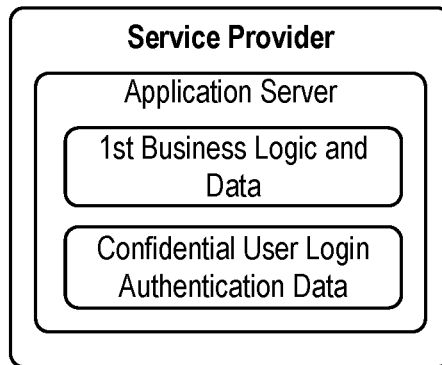 Service Provider
Application Server
1st Business Logic and
Data
Confidential User Login
Authentication Data